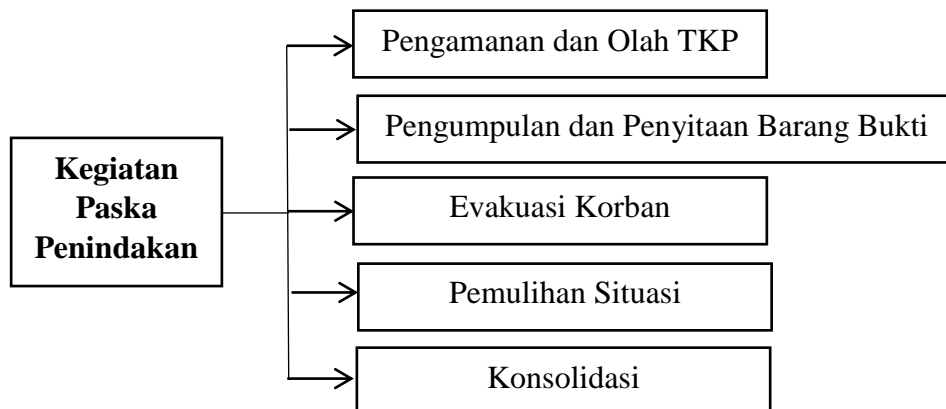 Pengamanan dan Olah TKP
Pengumpulan dan Penyitaan Barang Bukti
Kegiatan
Paska
Penindakan
Evakuasi Korban
Pemulihan Situasi
Konsolidasi